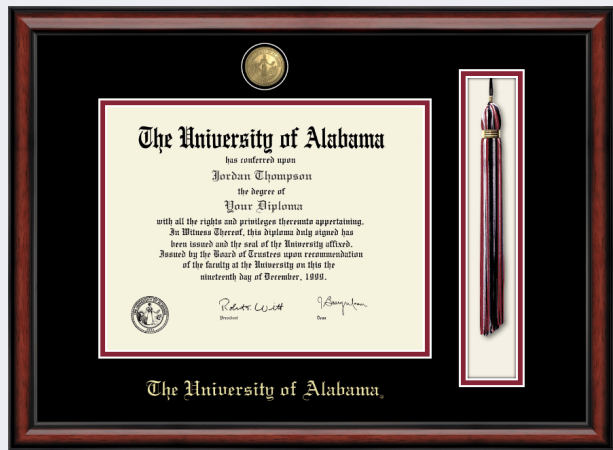 The University of Alabama
has conferred upon
Jordan Thompson
the degree of
Your Diploma
with all the rights and privileges thereunto appertaining.
In Witness Thereof, this diploma duly signed has
been issued and the seal of the University affixed.
Issued by the Board of Trustees upon recommendation
of the faculty at the University on this the
nineteenth day of December, 1999.
Robert E. Witt
President Dean
The University of Alabama®